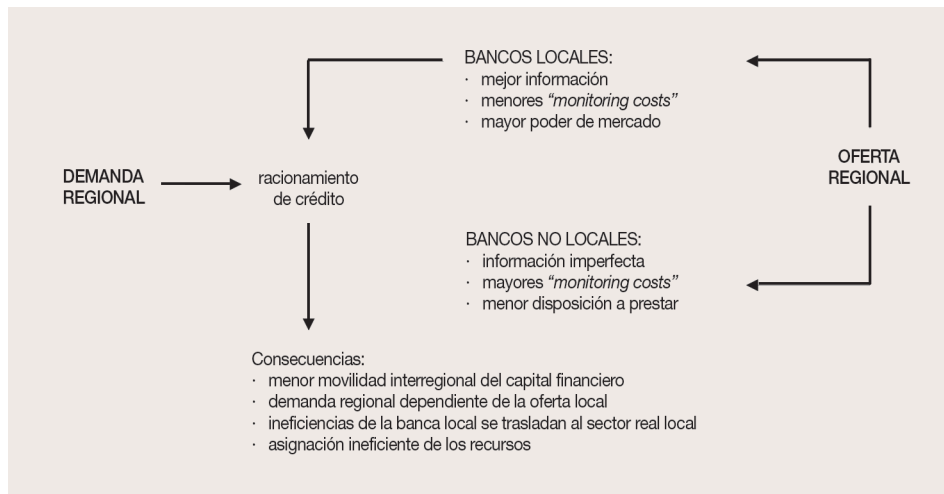 BANCOS LOCALES:
· mejor información
· menores “monitoring costs”
· mayor poder de mercado
DEMANDA
REGIONAL
racionamiento
de crédito
OFERTA
REGIONAL
BANCOS NO LOCALES:
· información imperfecta
· mayores “monitoring costs”
· menor disposición a prestar
Consecuencias:
· menor movilidad interregional del capital financiero
· demanda regional dependiente de la oferta local
· ineficiencias de la banca local se trasladan al sector real local
· asignación ineficiente de los recursos